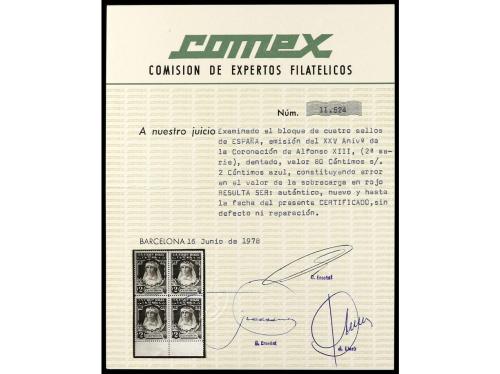 comex
COMISION DE EXPERTOS FILATELICOS
Núm. 11.524
A nuestro juicio Examinado el bloque de cuatro sellos
de ESPAÑA, emisión del XXV Anivº de
la Coronación de Alfonso XIII, (2ª se-
rie), dentado, valor 80 Céntimos s/.
2 Céntimos azul, constituyendo error
en el valor de la sobrecarga en rojo
RESULTA SER: auténtico, nuevo y hasta
la fecha del presente CERTIFICADO, sin
defecto ni reparación.
BARCELONA 16 Junio de 1978